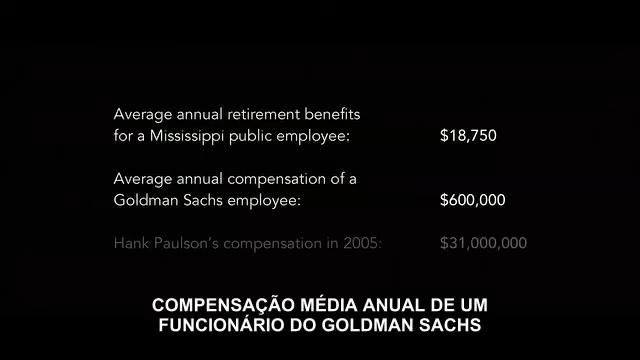 Average annual retirement benefits
for a Mississippi public employee: $18,750
Average annual compensation of a
Goldman Sachs employee: $600,000
Hank Paulson's compensation in 2005: $31,000,000
COMPENSAÇÃO MÉDIA ANUAL DE UM
FUNCIONÁRIO DO GOLDMAN SACHS